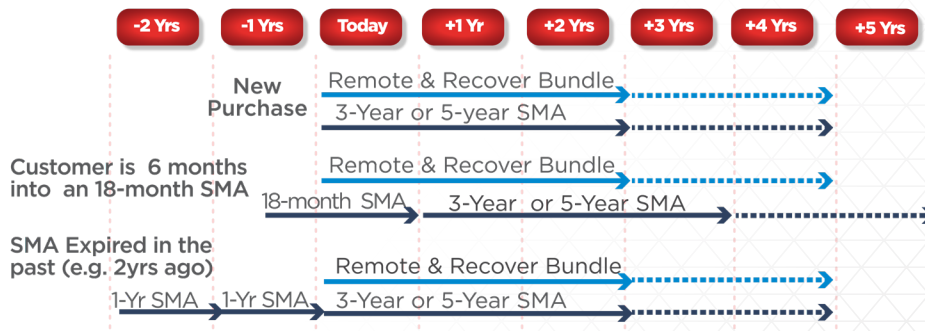 -2 Yrs -1 Yrs Today +1 Yr +2 Yrs +3 Yrs +4 Yrs +5 Yrs
New
Purchase
Remote & Recover Bundle
3-Year or 5-year SMA
Customer is 6 months
into an 18-month SMA
Remote & Recover Bundle
18-month SMA 3-Year or 5-Year SMA
SMA Expired in the
past (e.g. 2yrs ago)
Remote & Recover Bundle
1-Yr SMA 1-Yr SMA 3-Year or 5-Year SMA